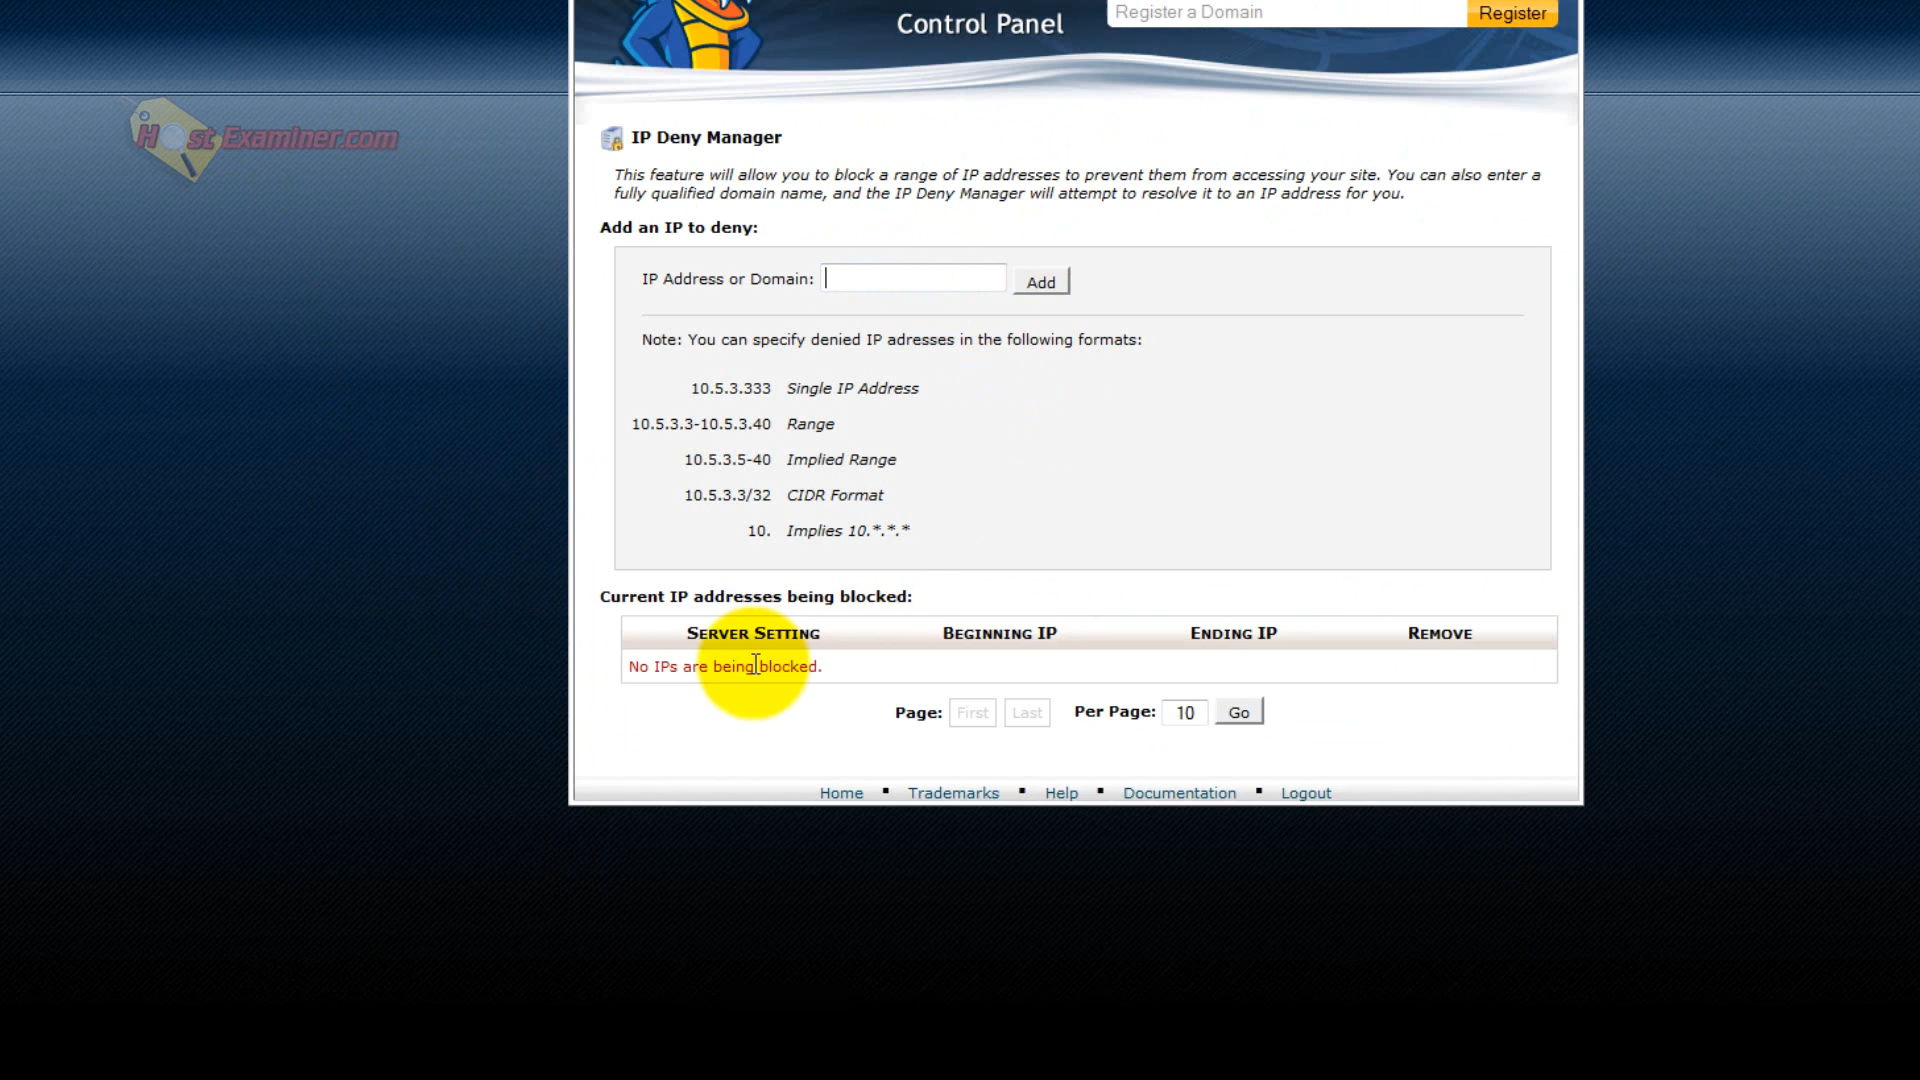 Control Panel
Register a Domain
Register
Host Examiner.com
IP Deny Manager
This feature will allow you to block a range of IP addresses to prevent them from accessing your site. You can also enter a
fully qualified domain name, and the IP Deny Manager will attempt to resolve it to an IP address for you.
Add an IP to deny:
IP Address or Domain:
Add
Note: You can specify denied IP adresses in the following formats:
10.5.3.333 Single IP Address
10.5.3.3-10.5.3.40 Range
10.5.3.5-40 Implied Range
10.5.3.3/32 CIDR Format
10. Implies 10.*.*.*
Current IP addresses being blocked:
SERVER SETTING BEGINNING IP ENDING IP REMOVE
No IPs are being blocked.
Page: First Last Per Page: 10 Go
Home ▪ Trademarks ▪ Help ▪ Documentation ▪ Logout